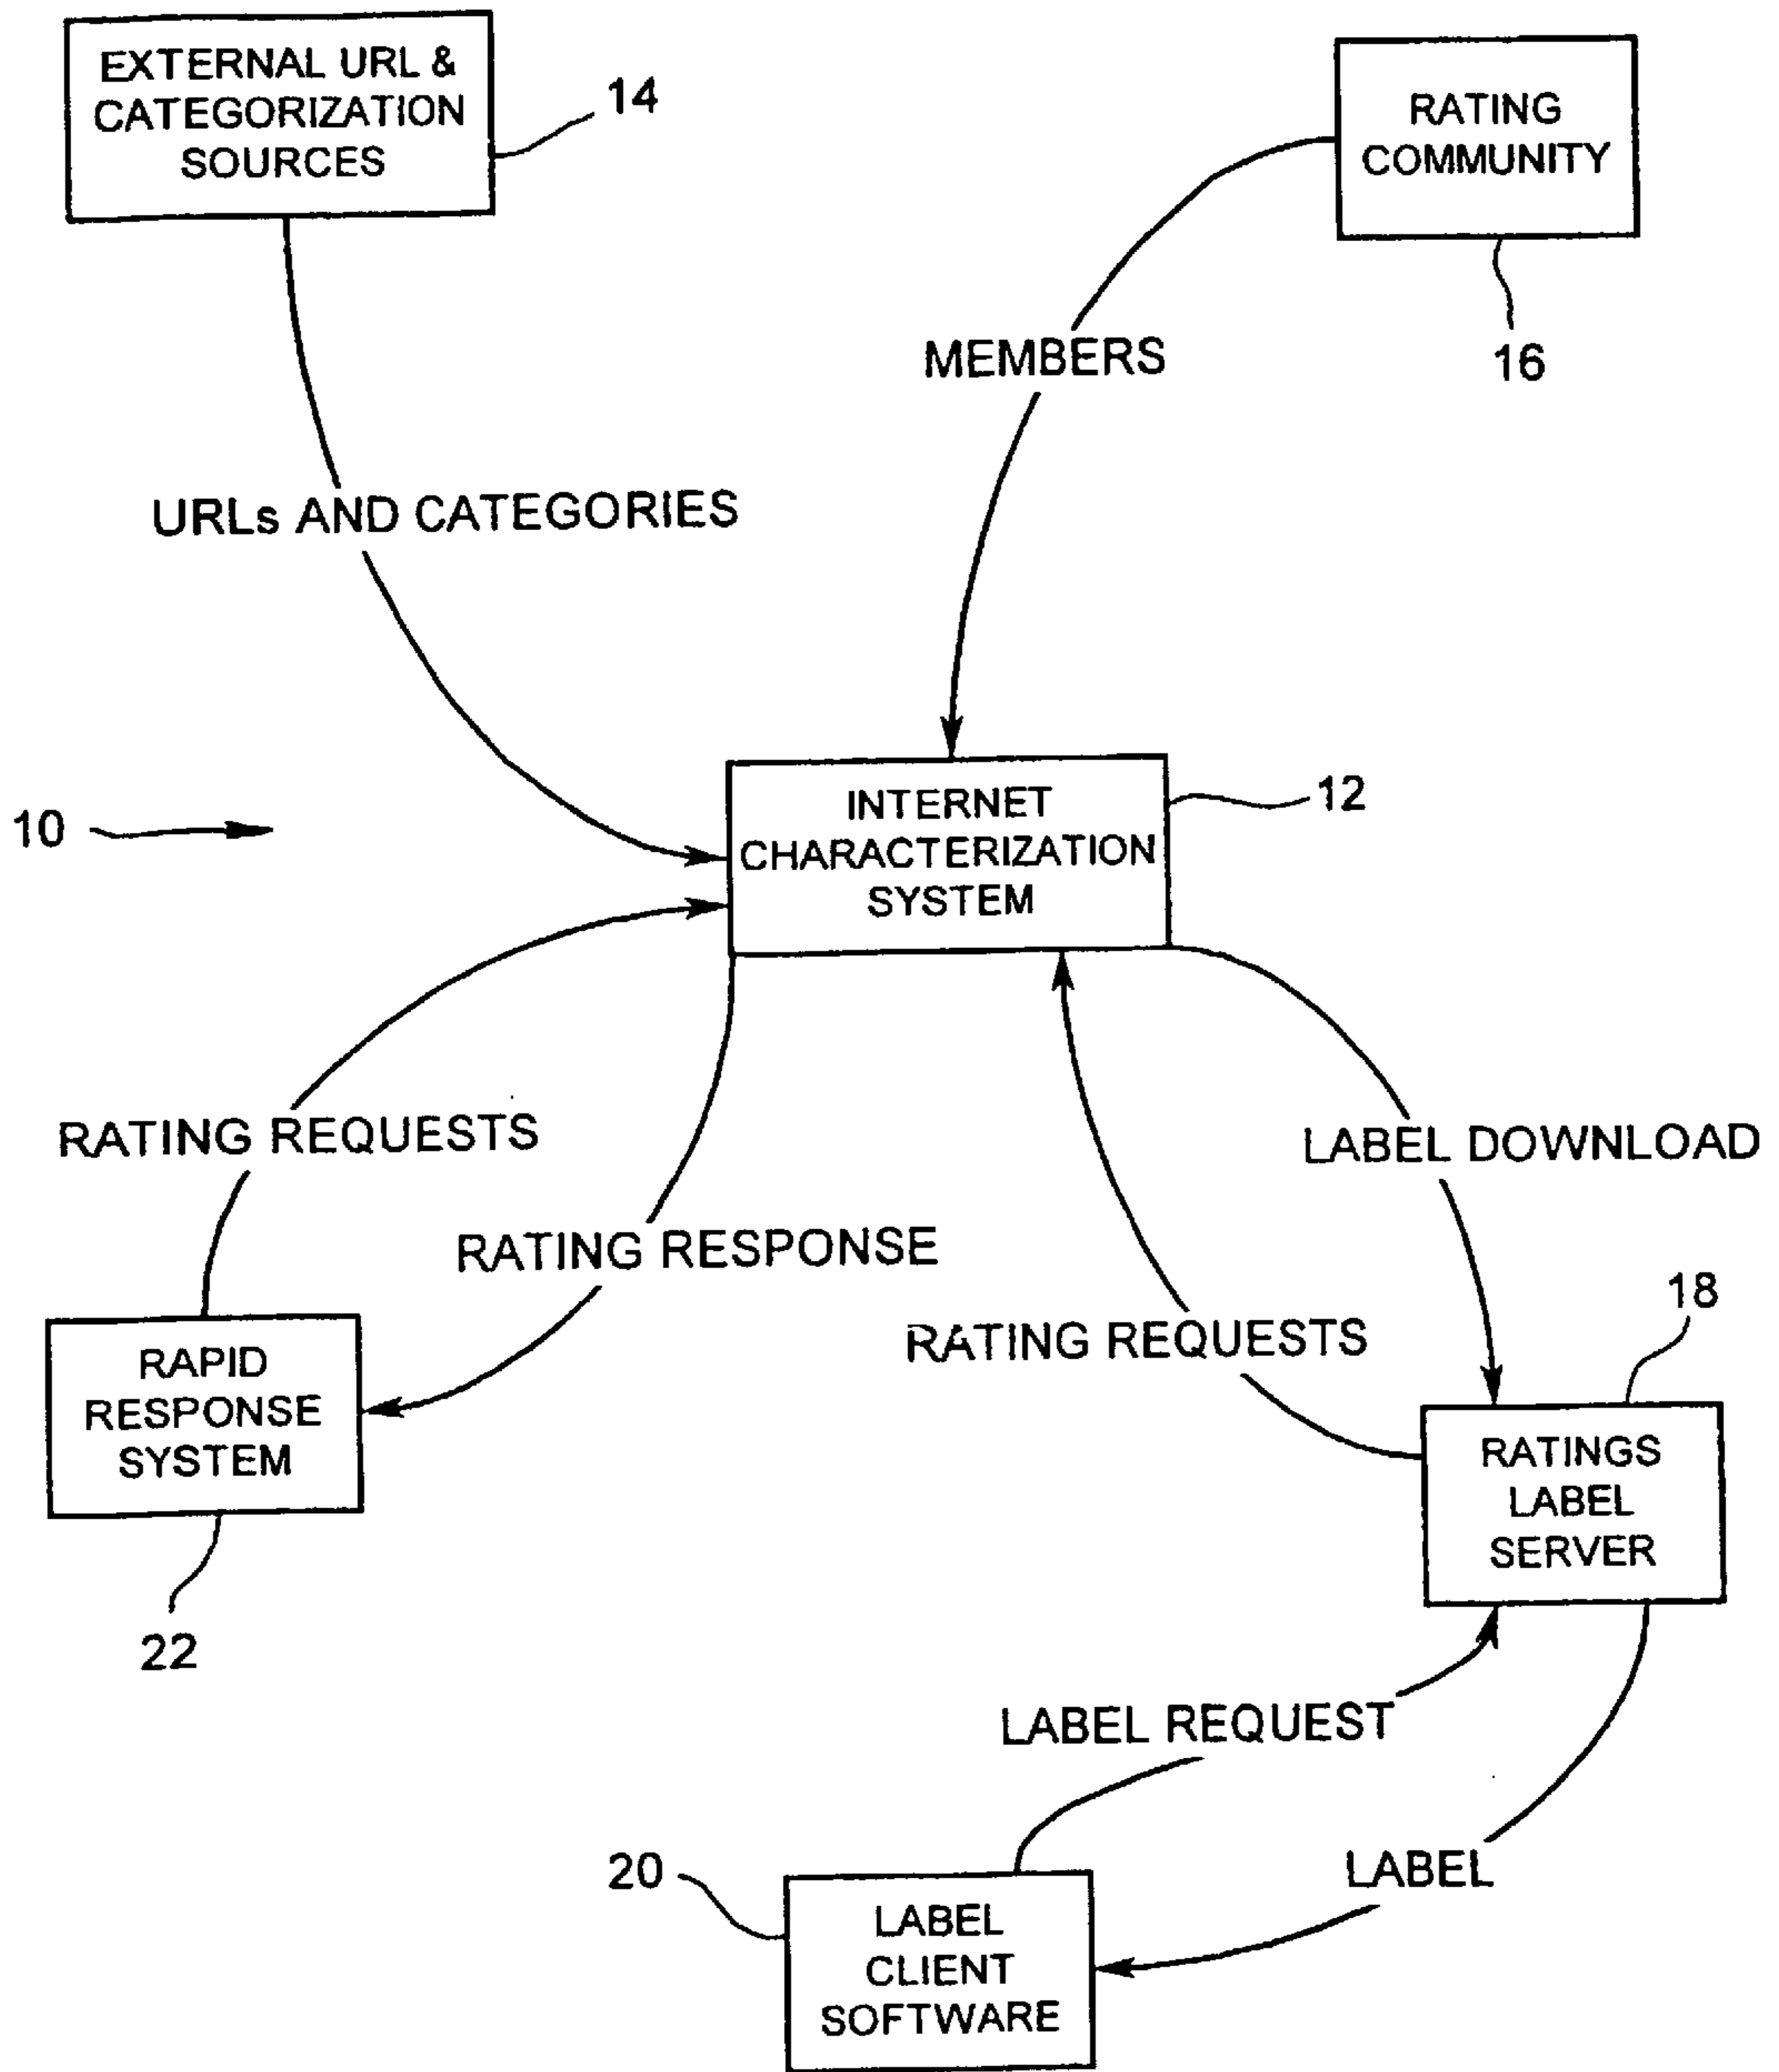 EXTERNAL URL &
CATEGORIZATION
SOURCES
14
RATING
COMMUNITY
16
MEMBERS
URLs AND CATEGORIES
10
INTERNET
CHARACTERIZATION
SYSTEM
12
RATING REQUESTS
LABEL DOWNLOAD
RATING RESPONSE
RATING REQUESTS
18
RAPID
RESPONSE
SYSTEM
22
RATINGS
LABEL
SERVER
LABEL REQUEST
LABEL
20
LABEL
CLIENT
SOFTWARE